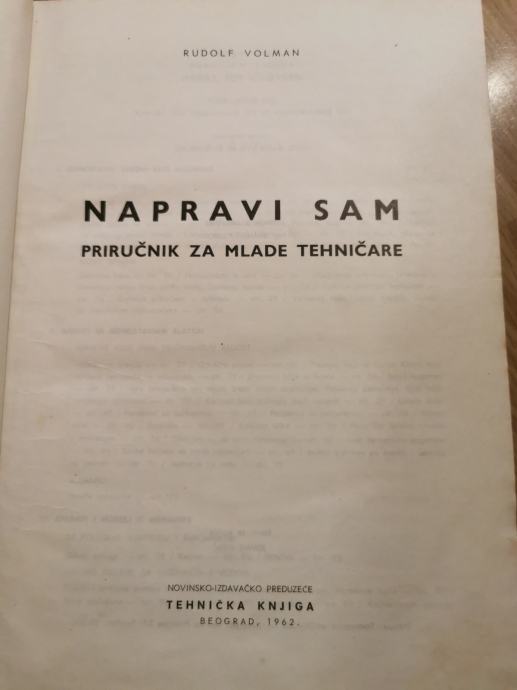 RUDOLF VOLMAN
NAPRAVI SAM
PRIRUČNIK ZA MLADE TEHNIČARE
NOVINSKO-IZDAVAČKO PREDUZEĆE
TEHNIČKA KNJIGA
BEOGRAD, 1962.